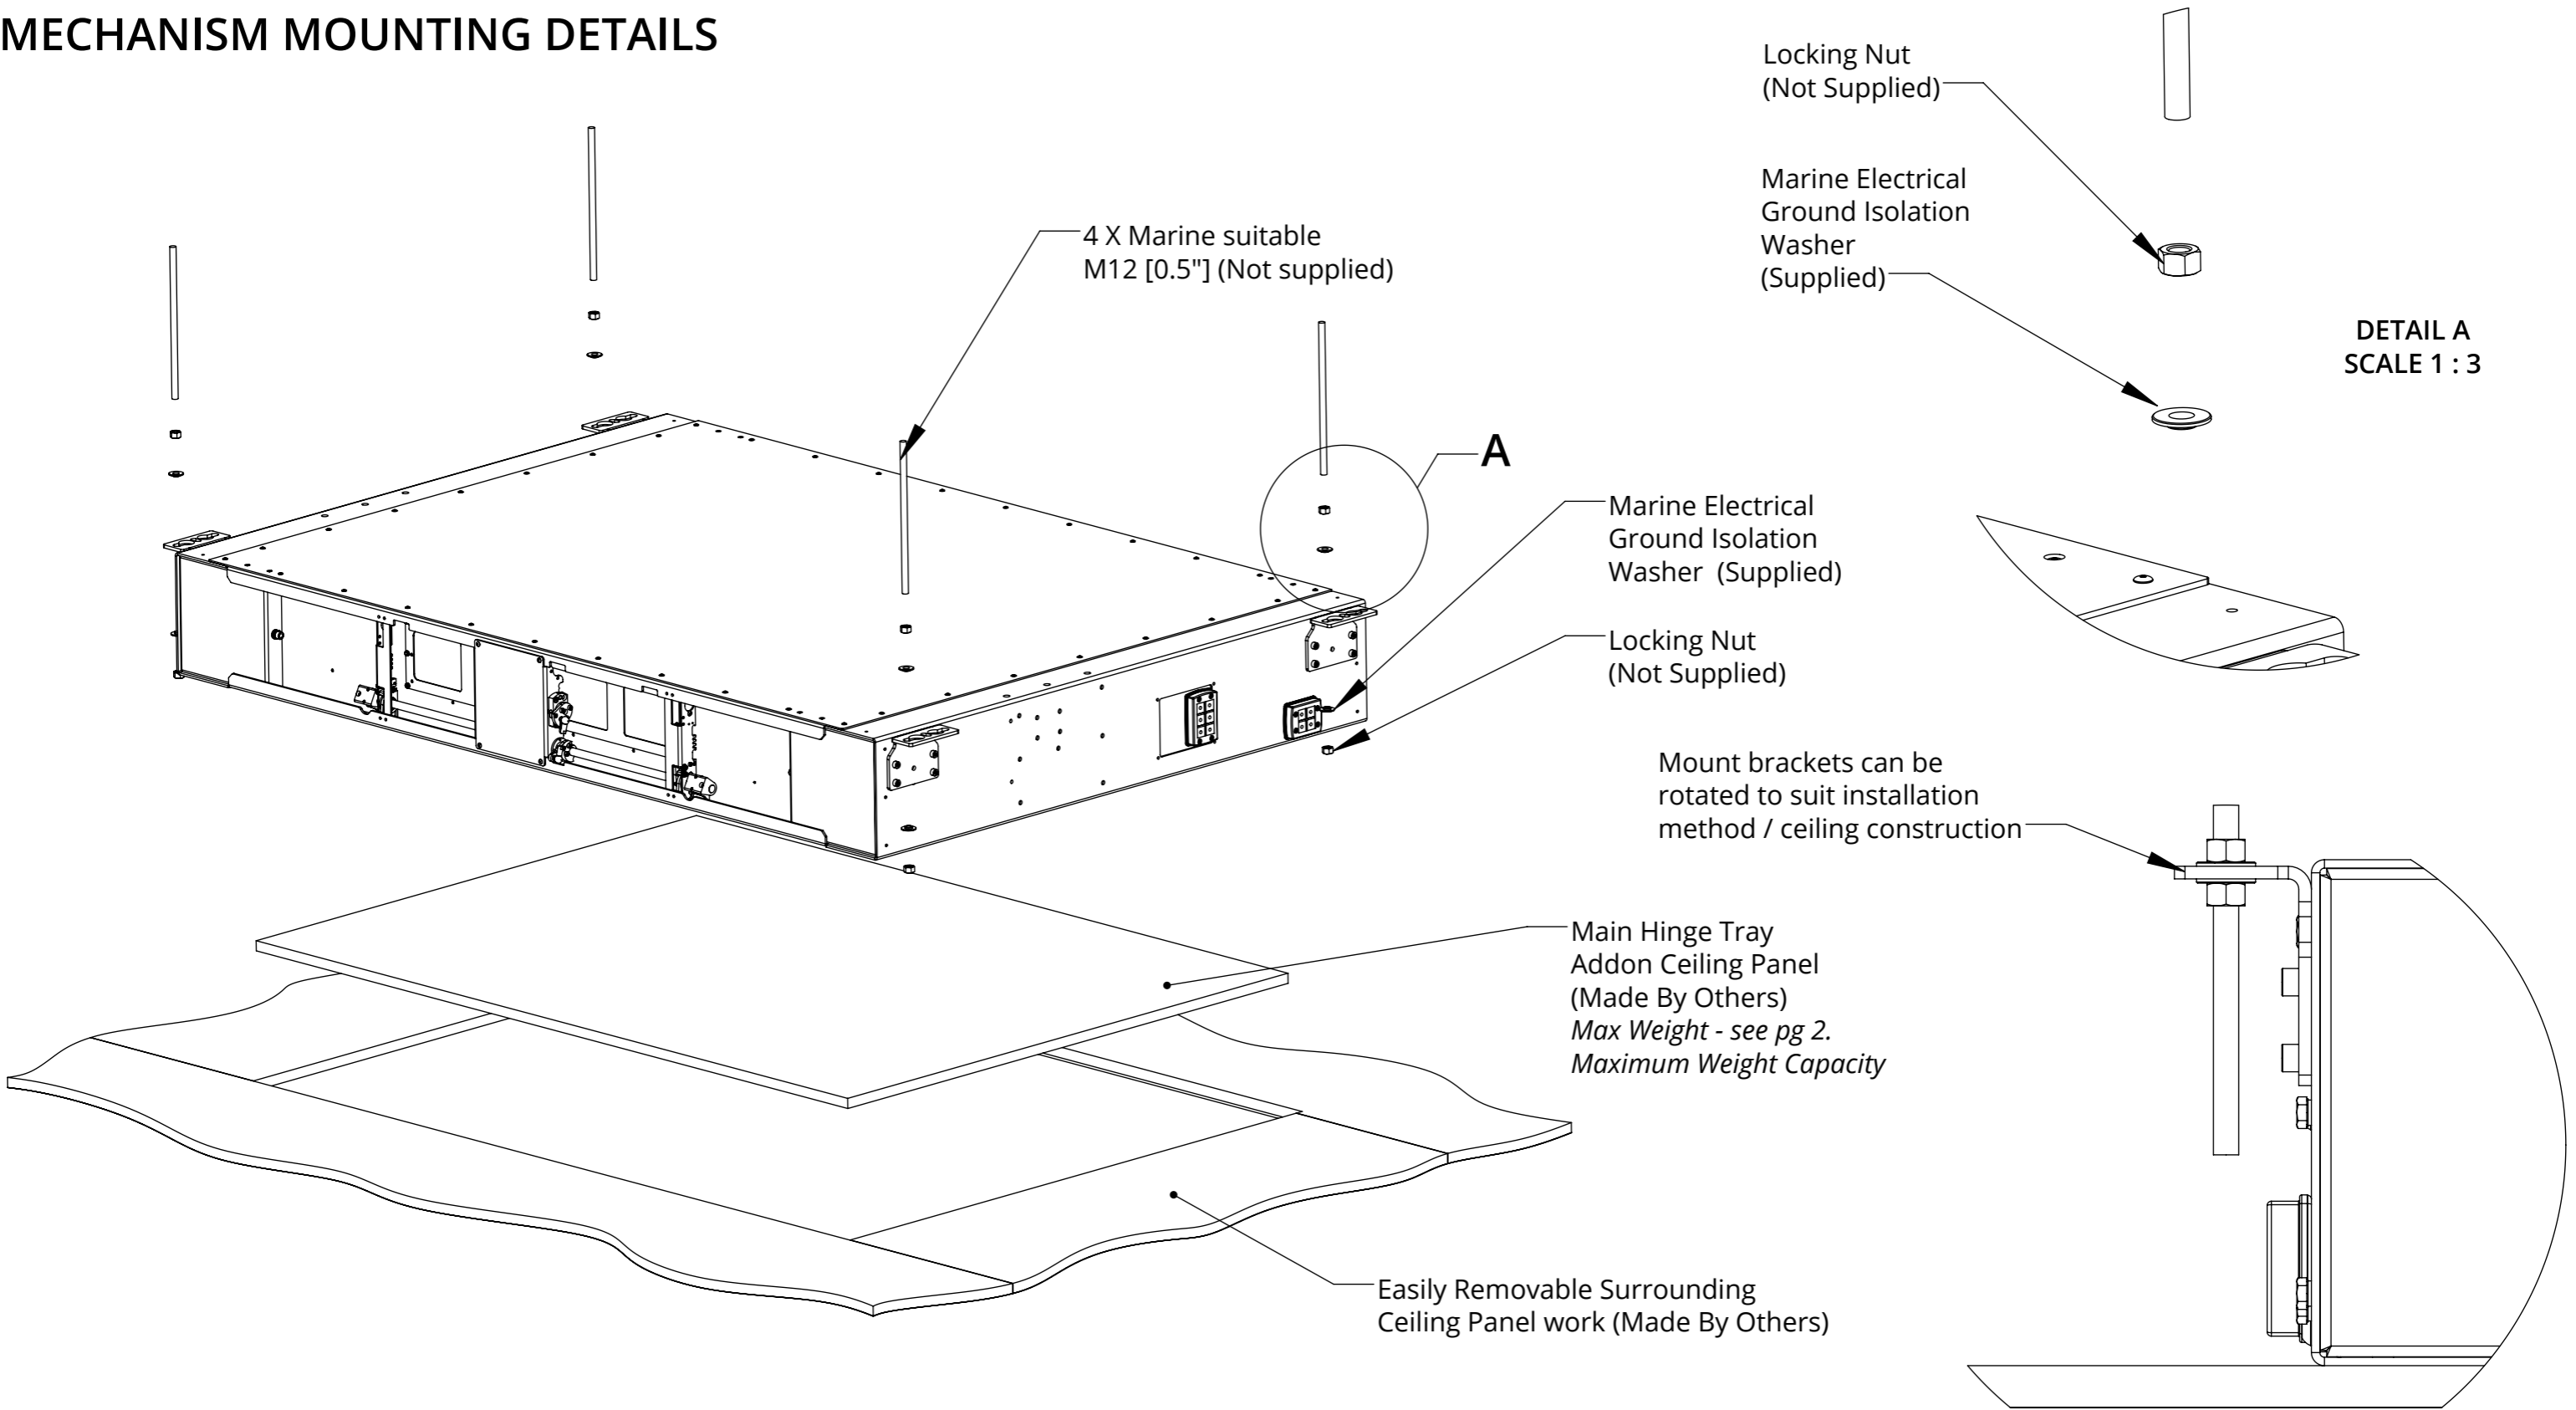 MECHANISM MOUNTING DETAILS
Locking Nut
(Not Supplied)
Marine Electrical
Ground Isolation
Washer
(Supplied)
DETAIL A
SCALE 1 : 3
4 X Marine suitable
M12 [0.5"] (Not supplied)
A
Marine Electrical
Ground Isolation
Washer (Supplied)
Locking Nut
(Not Supplied)
Mount brackets can be
rotated to suit installation
method / ceiling construction
Main Hinge Tray
Addon Ceiling Panel
(Made By Others)
Max Weight - see pg 2.
Maximum Weight Capacity
Easily Removable Surrounding
Ceiling Panel work (Made By Others)